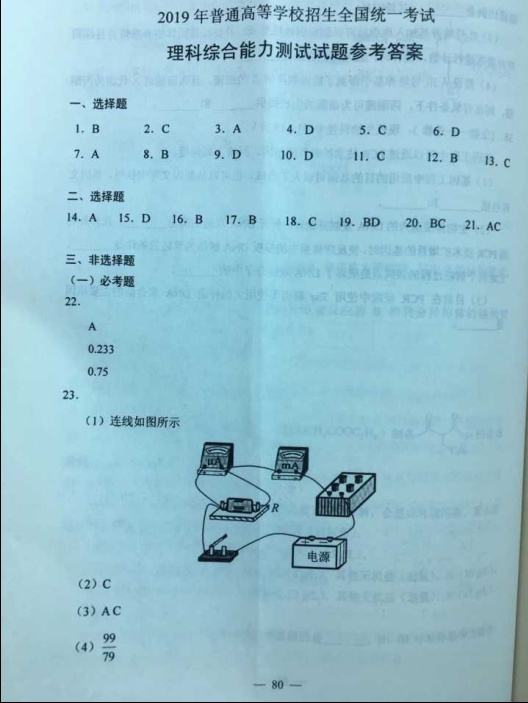 2019年普通高等学校招生全国统一考试
理科综合能力测试试题参考答案
一、选择题
1. B 2. C 3. A 4. D 5. C 6. D
7. A 8. B 9. D 10. D 11. C 12. B 13. C
二、选择题
14. A 15. D 16. B 17. B 18. C 19. BD 20. BC 21. AC
三、非选择题
(一)必考题
22.
A
0.233
0.75
23.
(1)连线如图所示
μA
mA
R
电源
(2) C
(3) A C
(4) 99/79
— 80 —